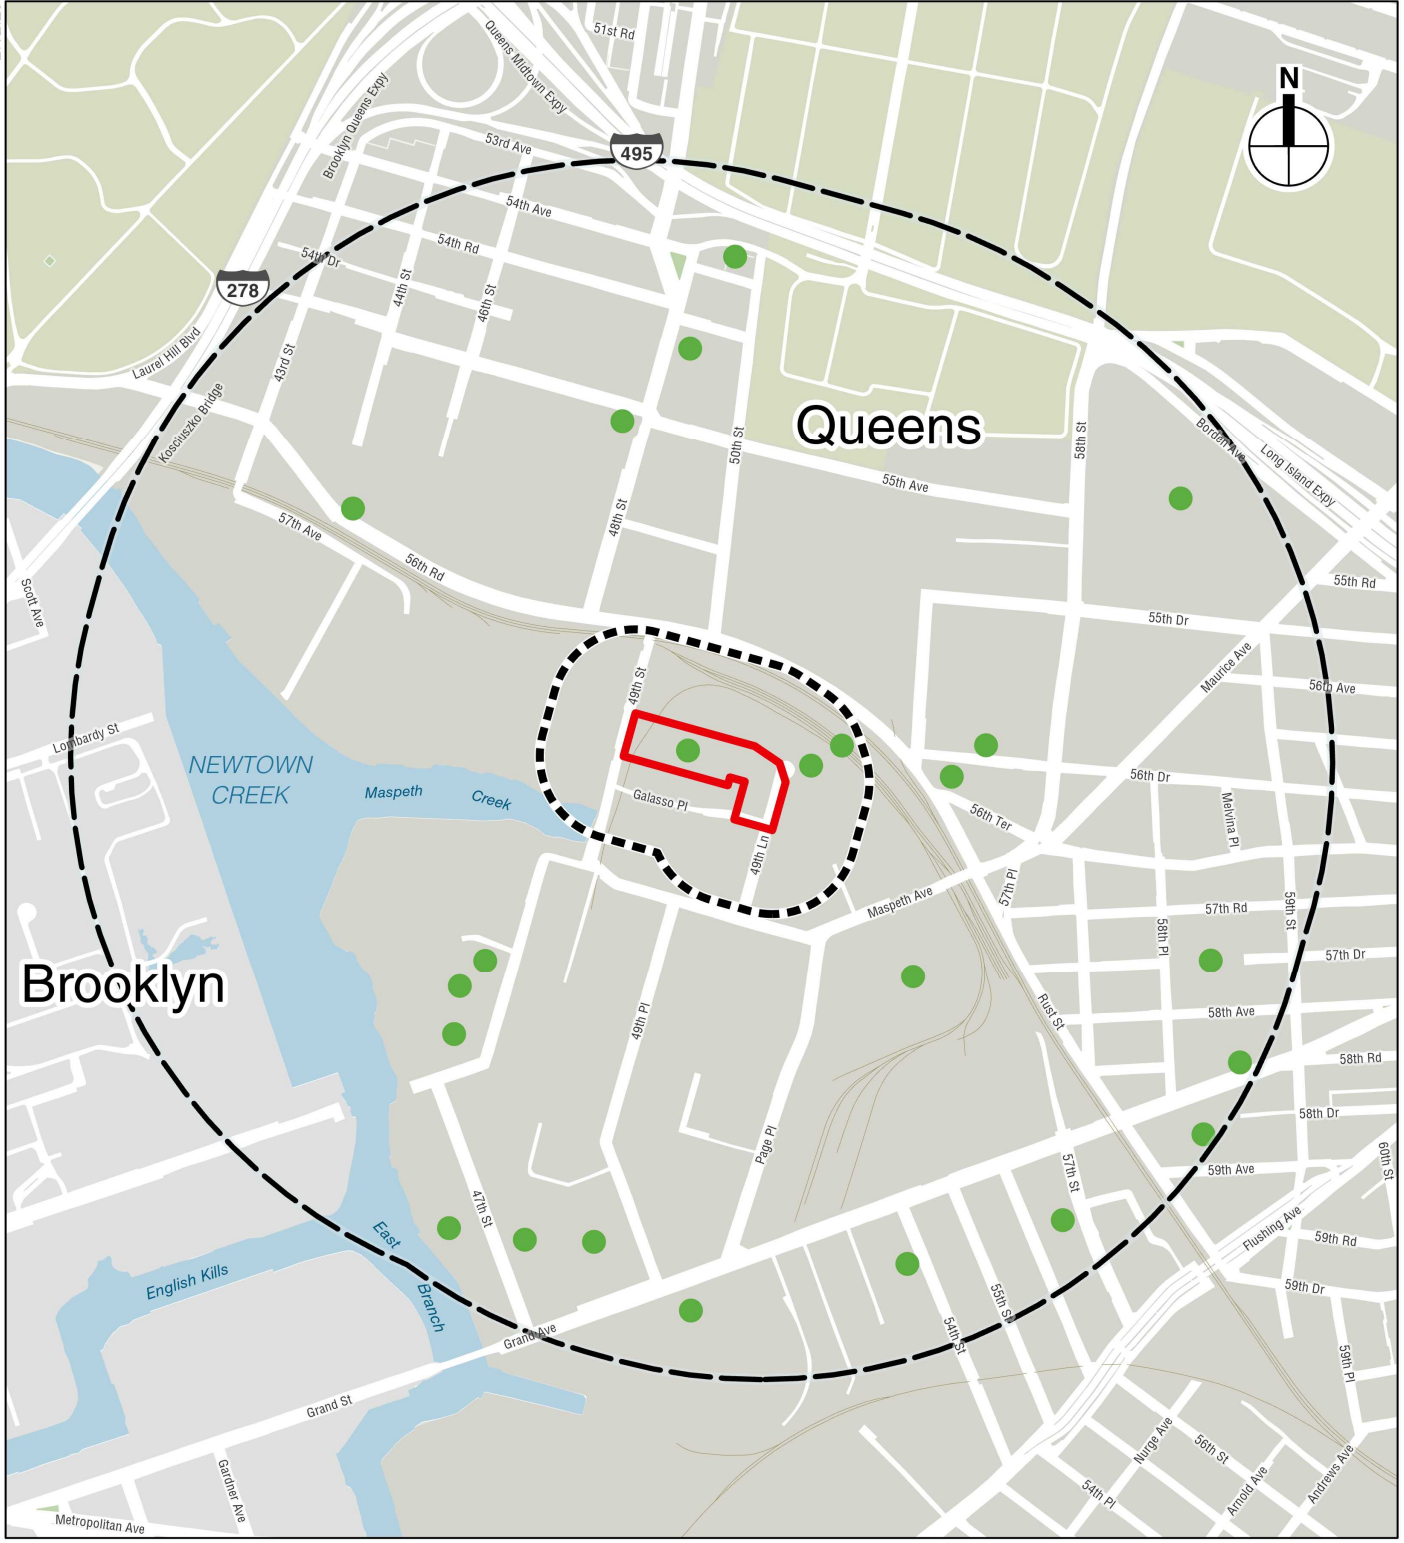 51st Rd
Queens Midtown Expy
N
Brooklyn Queens Expy
53rd Ave
495
54th Ave
54th Rd
54th Dr
44th St
46th St
278
Laurel Hill Blvd
43rd St
Kosciuszko Bridge
Queens
50th St
58th St
Borden Ave
Long Island Expy
55th Ave
48th St
57th Ave
56th Rd
Scott Ave
55th Rd
55th Dr
Maurice Ave
56th Ave
49th St
Lombardy St
NEWTOWN
CREEK
Maspeth
Creek
Galasso Pl
56th Dr
56th Ter
Melvina Pl
49th Ln
Maspeth Ave
57th Pl
57th Rd
59th St
58th Pl
57th Dr
Brooklyn
49th Pl
Rust St
58th Ave
58th Rd
58th Dr
Page Pl
57th St
59th Ave
60th St
47th St
East
Branch
English Kills
Flushing Ave
59th Rd
59th Dr
55th St
54th St
Grand Ave
59th Pl
Grand St
Nurge Ave
56th St
Gardner Ave
54th Pl
Arnold Ave
Andrews Ave
Metropolitan Ave